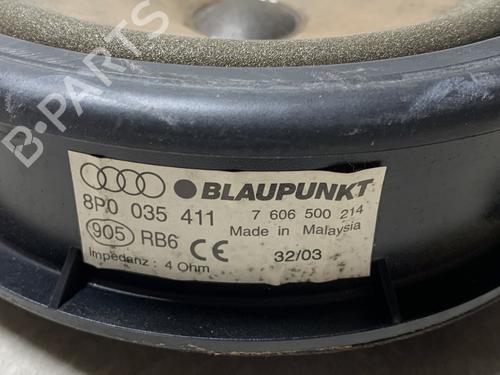 B-PARTS
BLAUPUNKT
8P0 035 411 7 606 500 214
905 RB6 CE Made in Malaysia
Impedanz : 4 Ohm 32/03